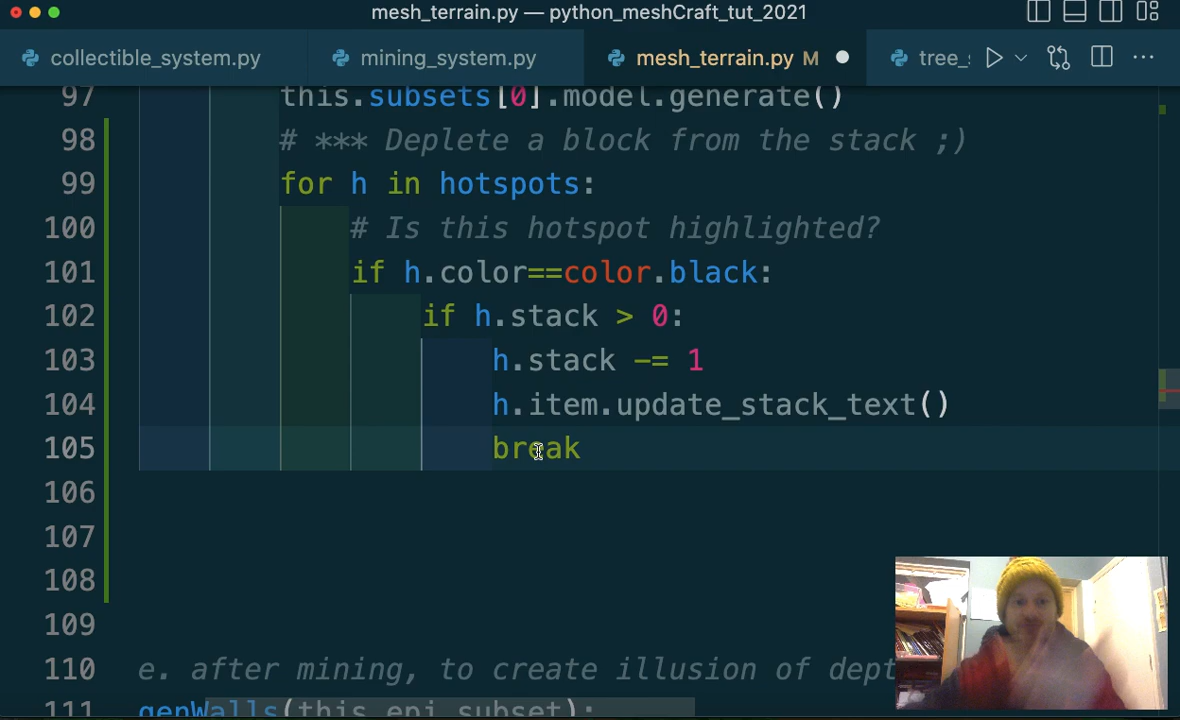 mesh_terrain.py — python_meshCraft_tut_2021
collectible_system.py mining_system.py mesh_terrain.py M tree_s
97 this.subsets[0].model.generate()
98 # *** Deplete a block from the stack ;)
99 for h in hotspots:
100 # Is this hotspot highlighted?
101 if h.color==color.black:
102 if h.stack > 0:
103 h.stack -= 1
104 h.item.update_stack_text()
105 break
106
107
108
109
110 e. after mining, to create illusion of dept
111 genWalls(this,epi,subset):